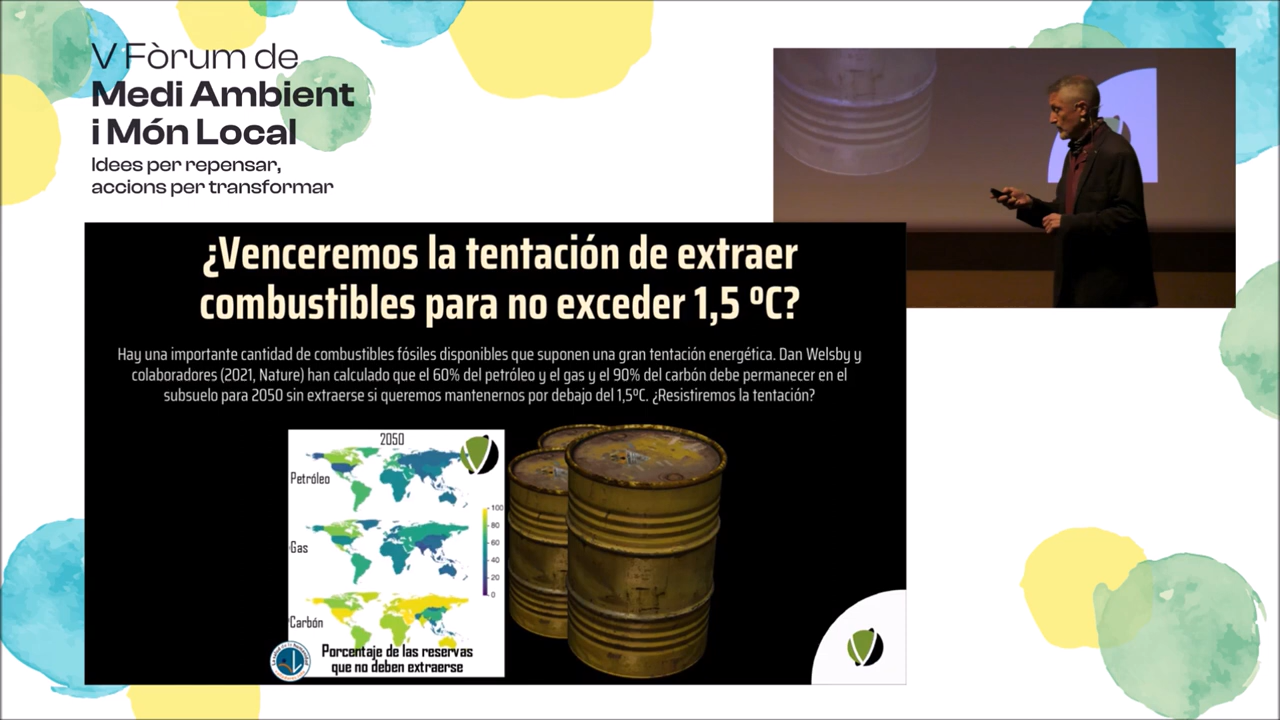 V Fòrum de
Medi Ambient
i Món Local
Idees per repensar,
accions per transformar
¿Venceremos la tentación de extraer
combustibles para no exceder 1,5 ºC?
Hay una importante cantidad de combustibles fósiles disponibles que suponen una gran tentación energética. Dan Welsby y
colaboradores (2021, Nature) han calculado que el 60% del petróleo y el gas y el 90% del carbón debe permanecer en el
subsuelo para 2050 sin extraerse si queremos mantenernos por debajo del 1,5ºC. ¿Resistiremos la tentación?
2050
Petróleo
Gas
Carbón
100
80
60
40
20
0
Porcentaje de las reservas
que no deben extraerse